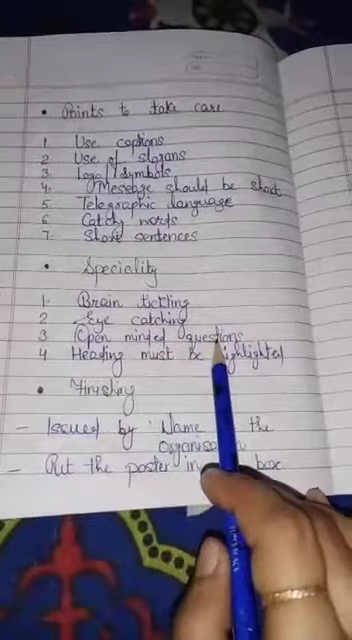 • Points to take care
1. Use captions
2. Use of slogans
3. Logo/symbols
4. Message should be short
5. Telegraphic language
6. Catchy words
7. Short sentences
• Speciality
1. Brain tickling
2 Eye catching
3 Open minded questions
4 Heading must be highlighted
• Finishing
- Issued by Name the
Organisation
- Put the poster in box